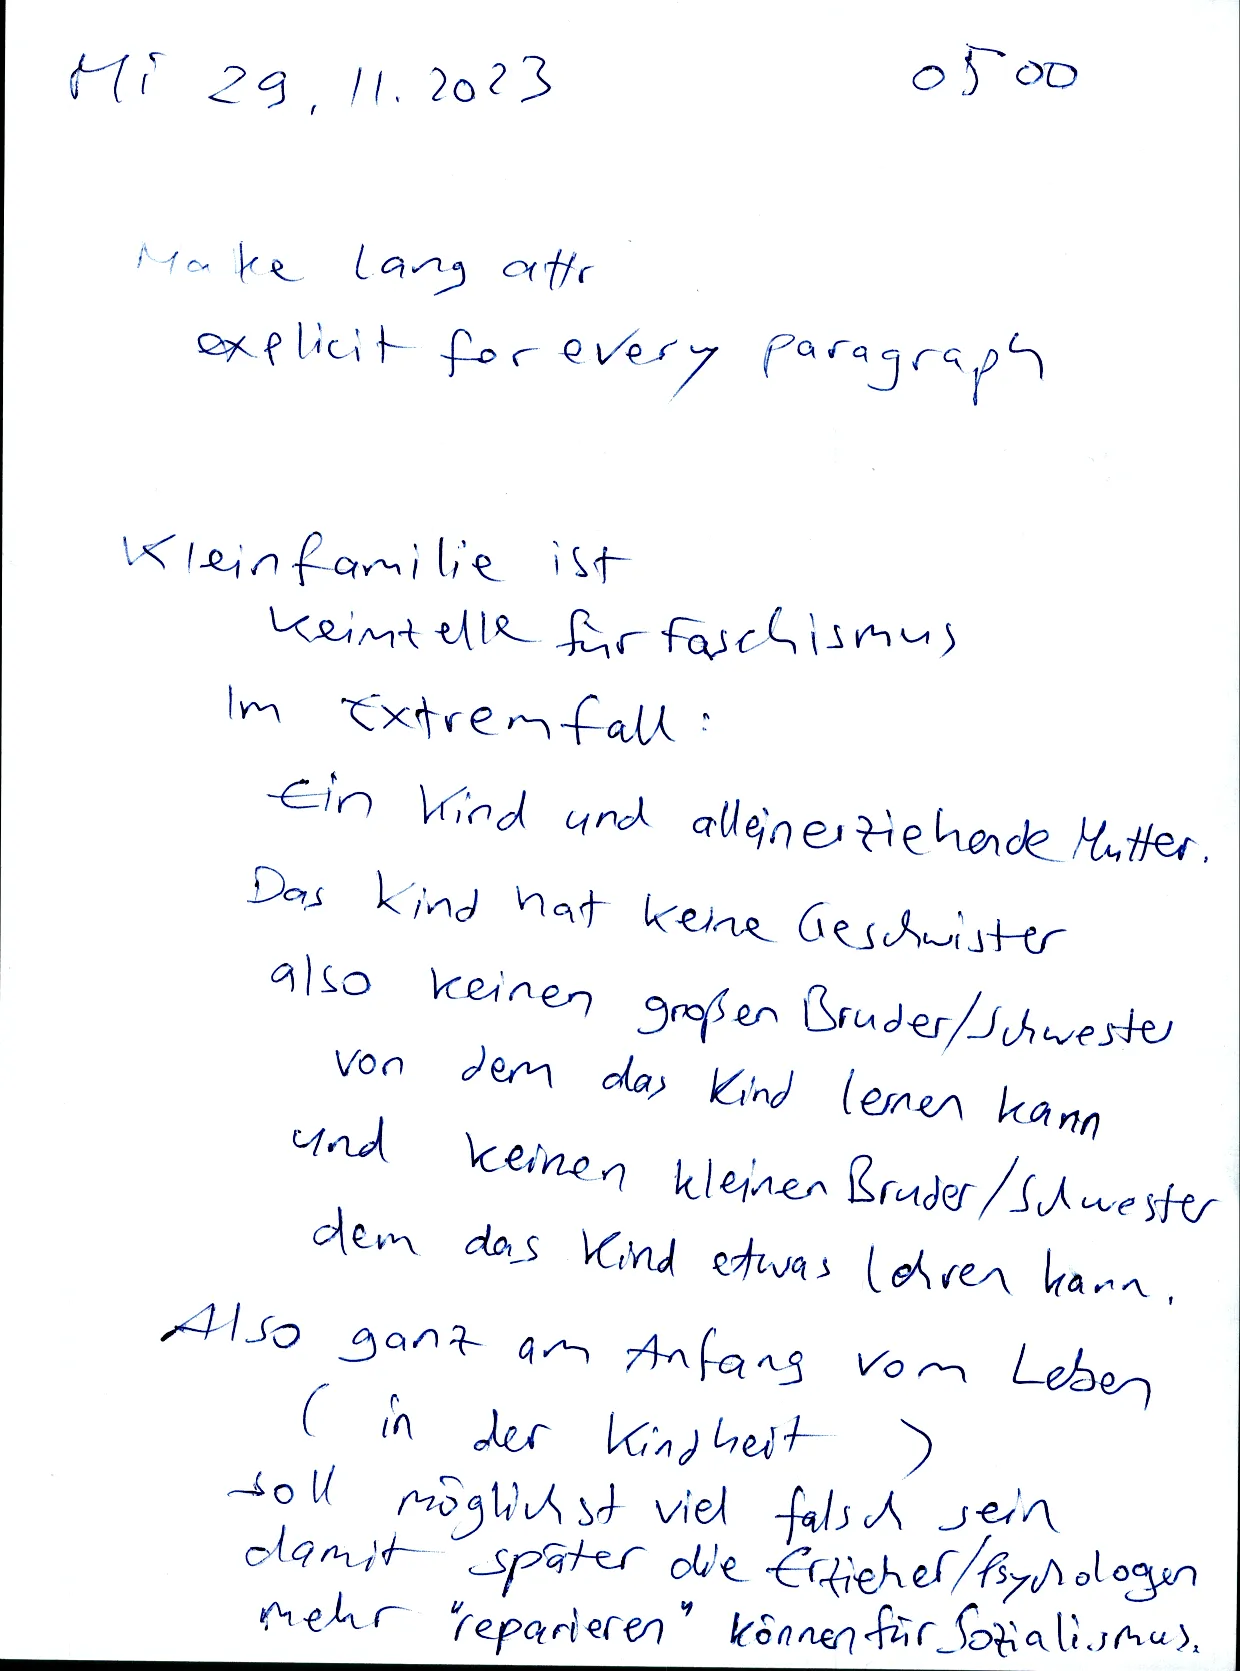 Mi 29.11.2023 0500
Make lang attr
explicit for every paragraph
Kleinfamilie ist
keimtelle für Faschismus
Im Extremfall:
Ein Kind und alleinerziehende Mutter.
Das Kind hat keine Geschwister
also keinen großen Bruder/Schwester
von dem das Kind lernen kann
und keinen kleinen Bruder/Schwester
dem das Kind etwas lehren kann.
Also ganz am Anfang vom Leben
( in der Kindheit )
soll möglichst viel falsch sein
damit später die Erzieher/Psychologen
mehr "reparieren" können für Sozialismus.